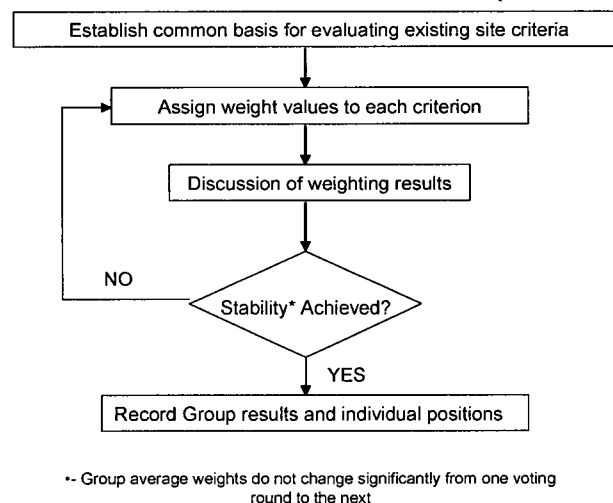 Establish common basis for evaluating existing site criteria
Assign weight values to each criterion
Discussion of weighting results
NO
Stability* Achieved?
YES
Record Group results and individual positions
*- Group average weights do not change significantly from one voting
round to the next